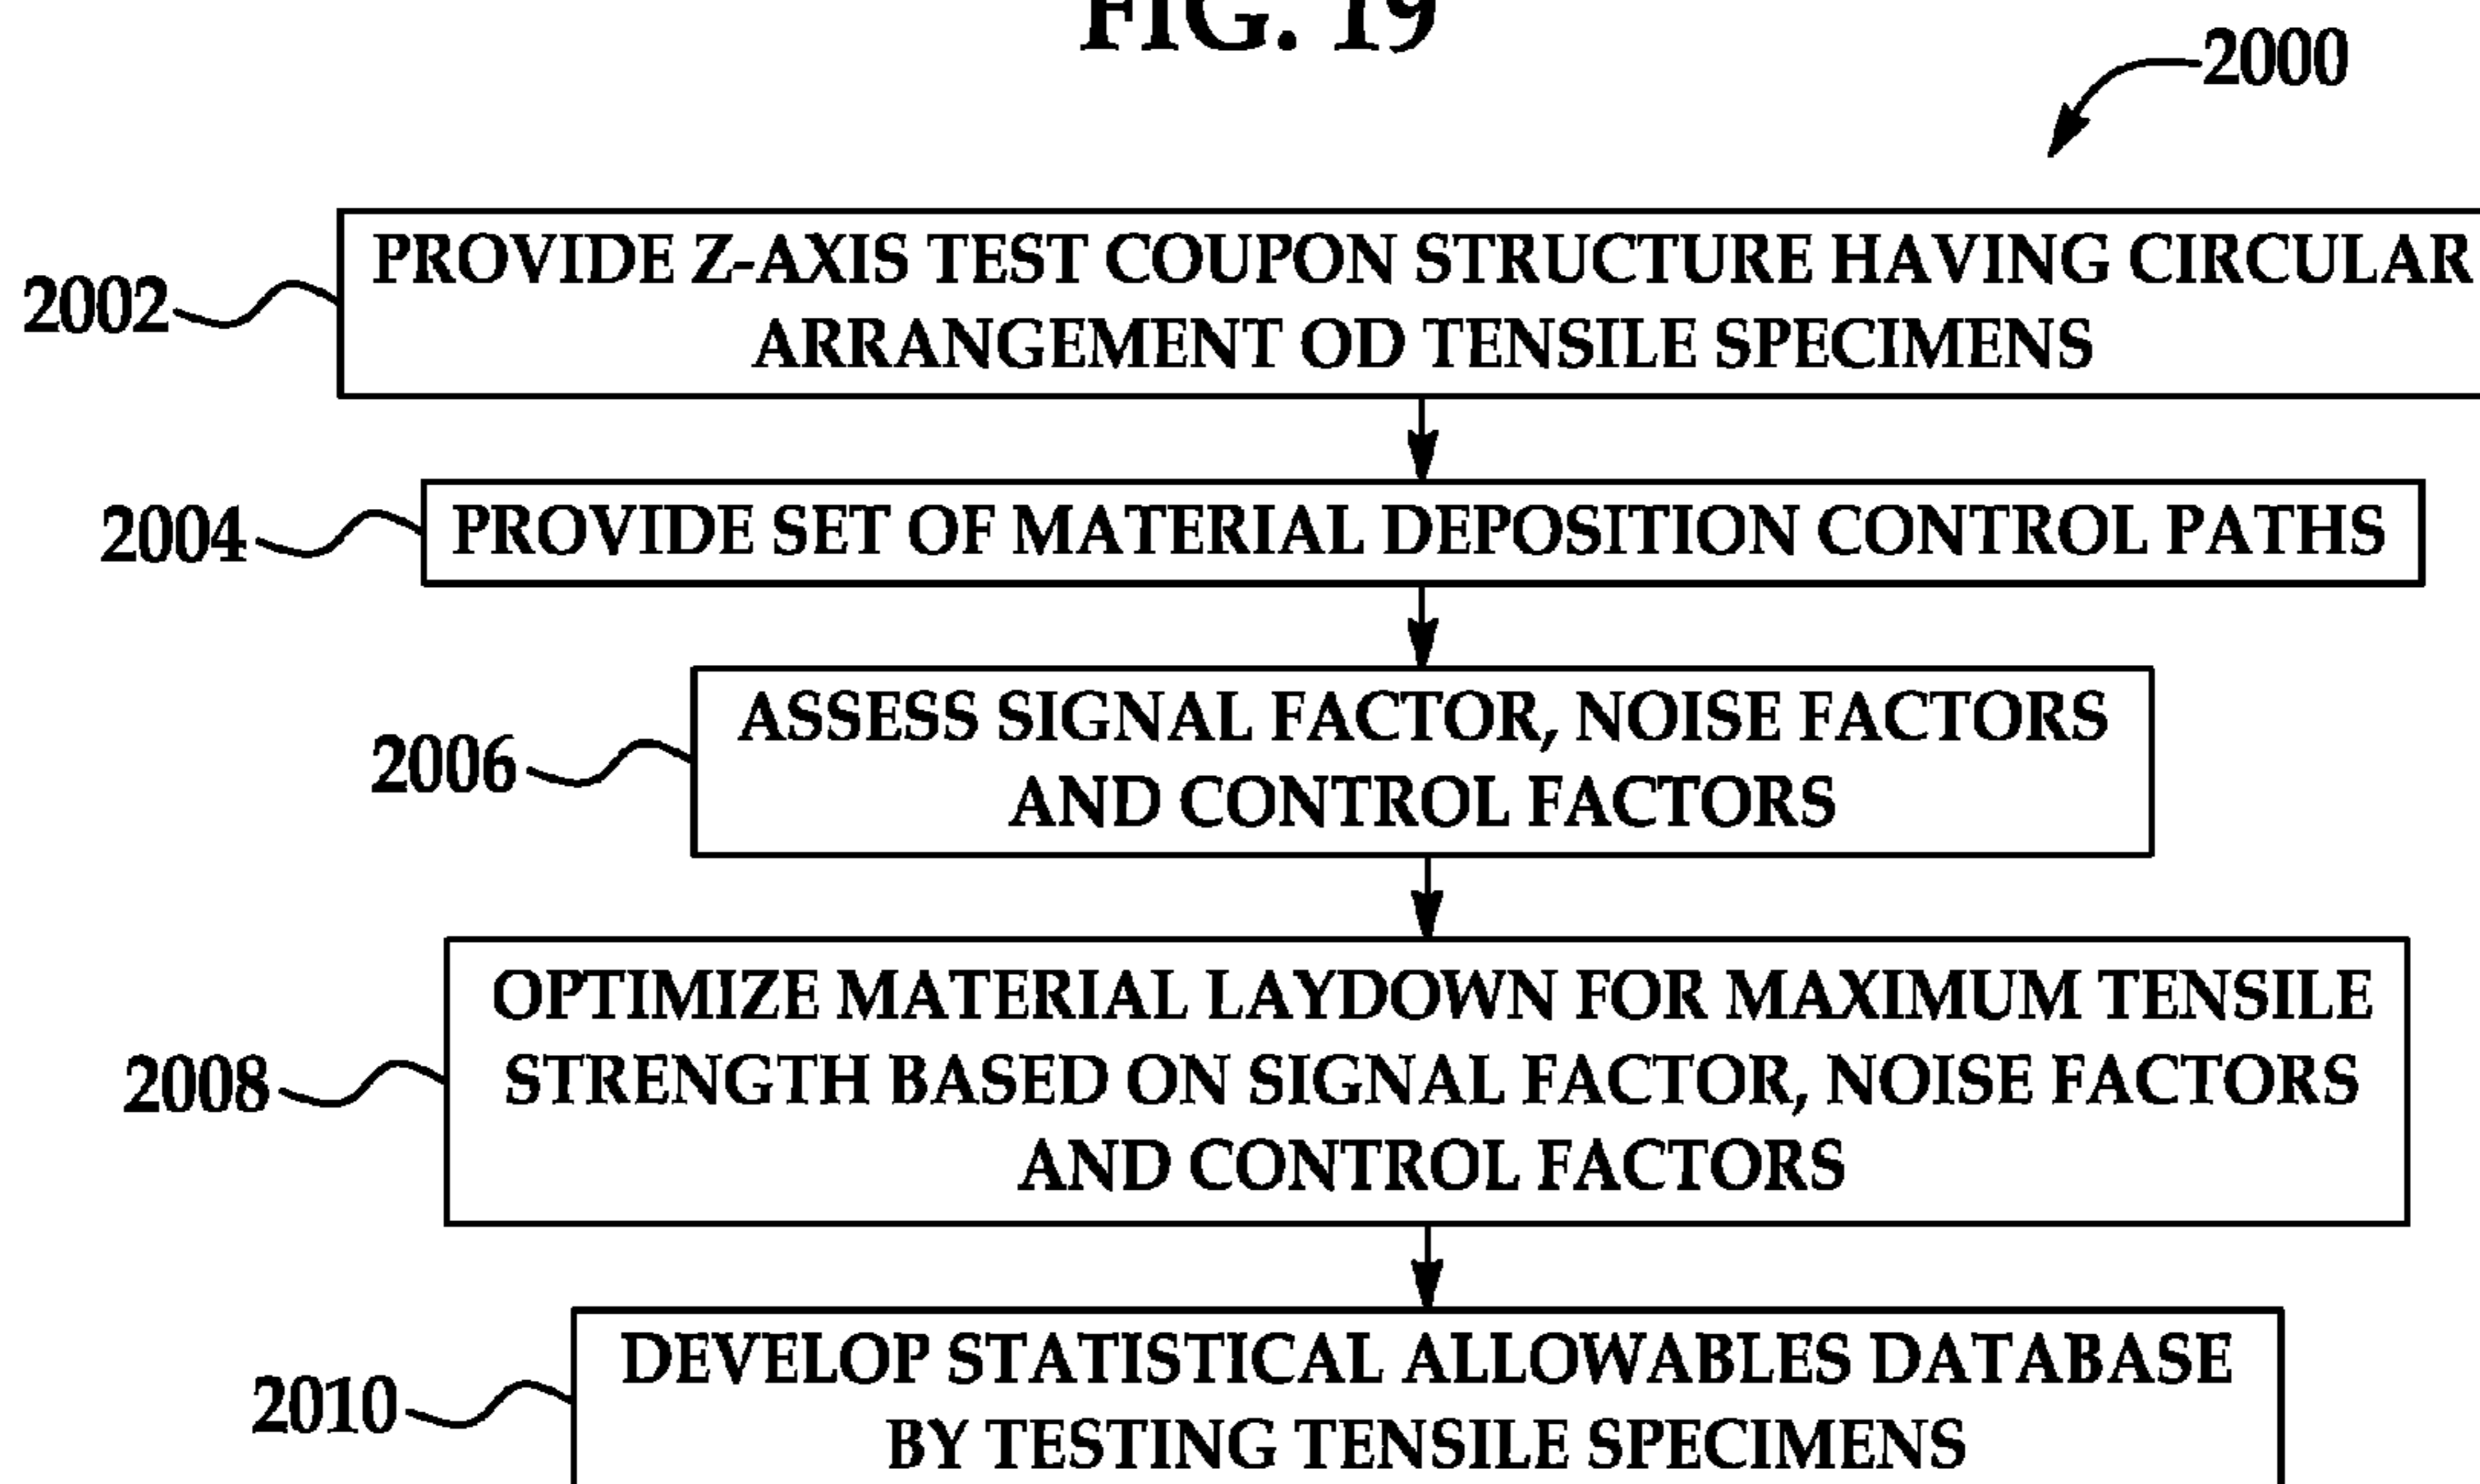 FIG. 19
2000
2002
PROVIDE Z-AXIS TEST COUPON STRUCTURE HAVING CIRCULAR
ARRANGEMENT OD TENSILE SPECIMENS
2004
PROVIDE SET OF MATERIAL DEPOSITION CONTROL PATHS
2006
ASSESS SIGNAL FACTOR, NOISE FACTORS
AND CONTROL FACTORS
2008
OPTIMIZE MATERIAL LAYDOWN FOR MAXIMUM TENSILE
STRENGTH BASED ON SIGNAL FACTOR, NOISE FACTORS
AND CONTROL FACTORS
2010
DEVELOP STATISTICAL ALLOWABLES DATABASE
BY TESTING TENSILE SPECIMENS